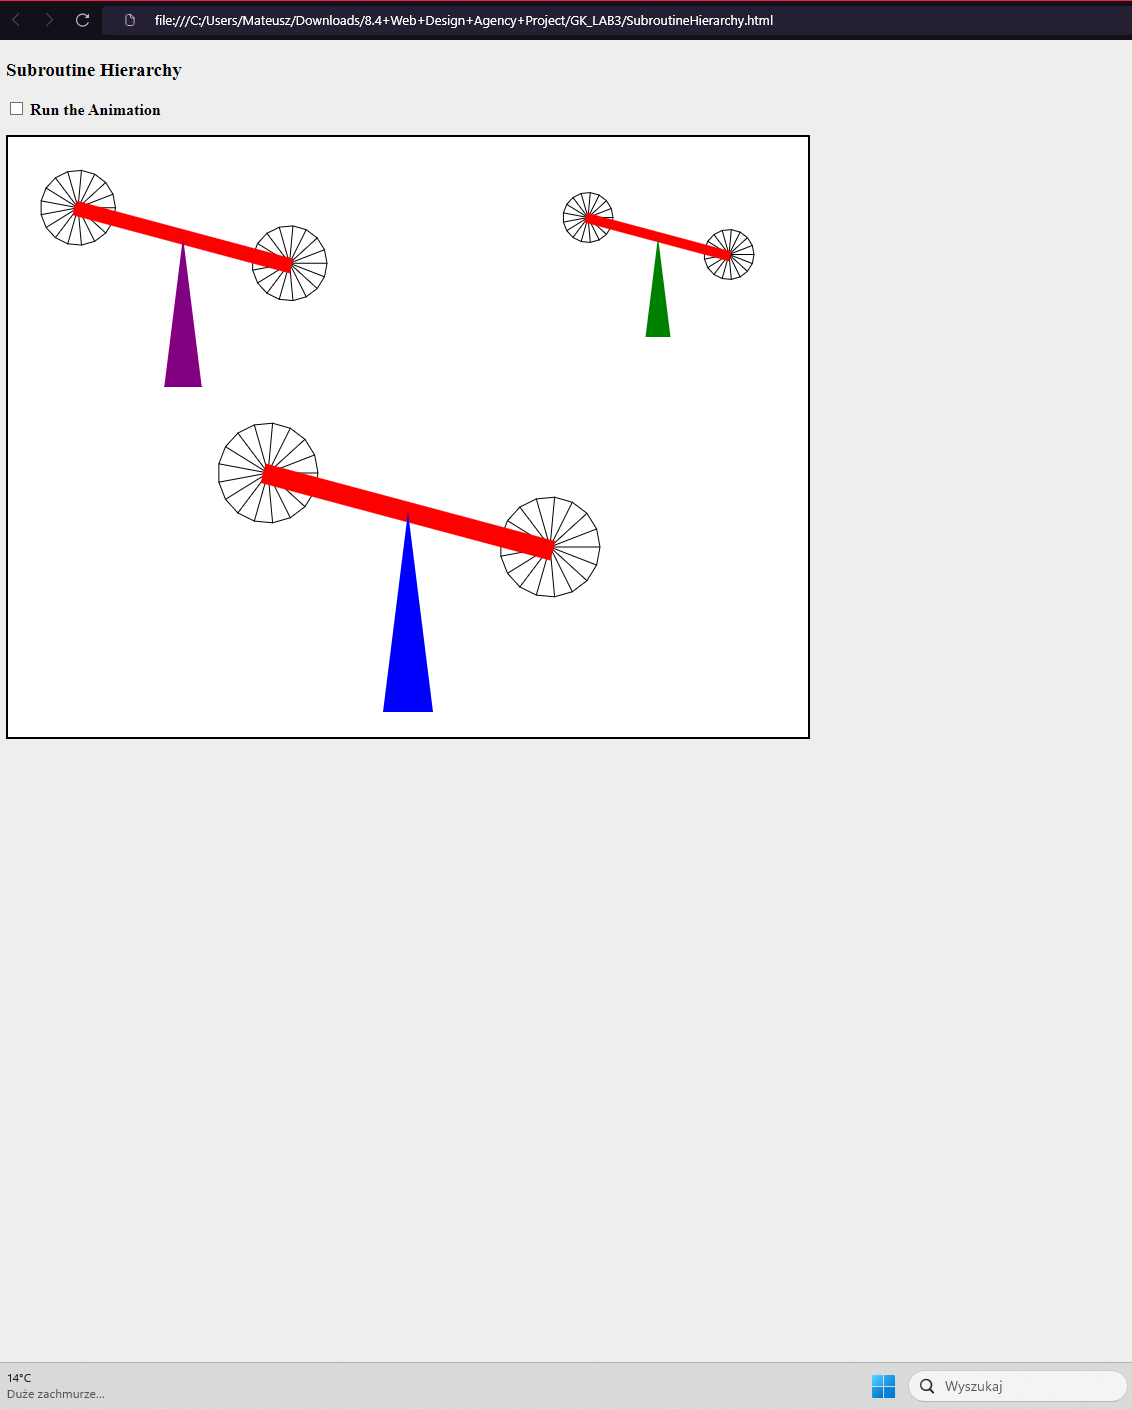 file:///C:/Users/Mateusz/Downloads/8.4+Web+Design+Agency+Project/GK_LAB3/SubroutineHierarchy.html
Subroutine Hierarchy
Run the Animation
14°C
Duże zachmurze...
Wyszukaj